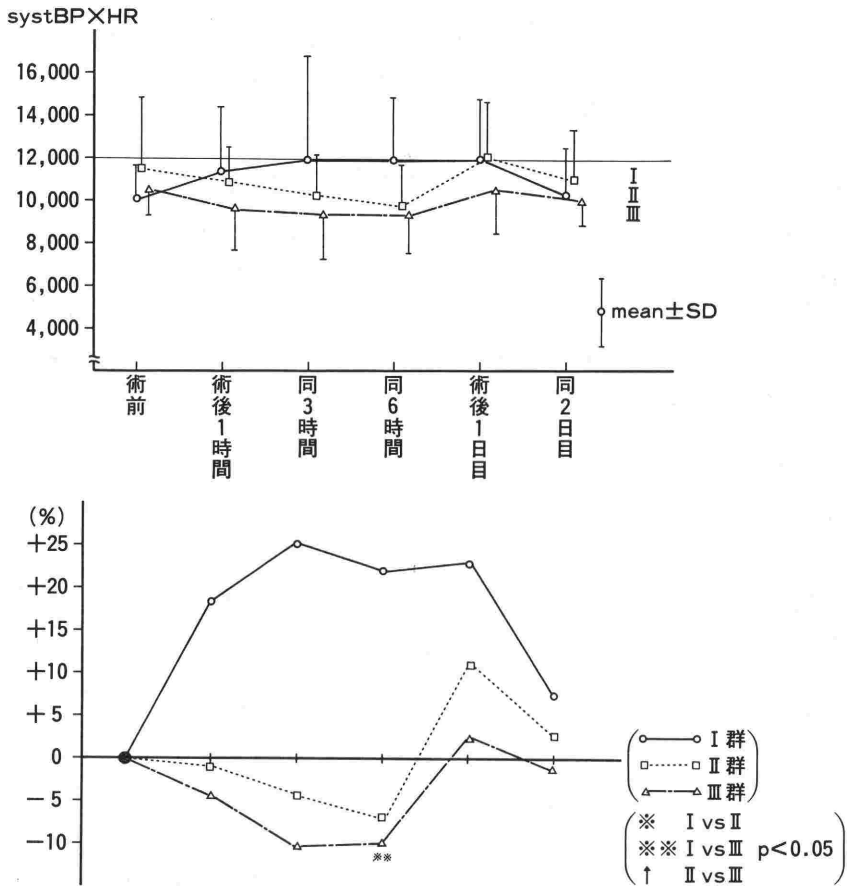 systBP×HR
16,000
14,000
12,000
10,000
8,000
6,000
4,000
I
II
III
mean±SD
術前
術後1時間
同3時間
同6時間
術後1日目
同2日目
(%)
+25
+20
+15
+10
+5
0
-5
-10
※※
I群
II群
III群
※ I vs II
※※ I vs III p<0.05
↑ II vs III